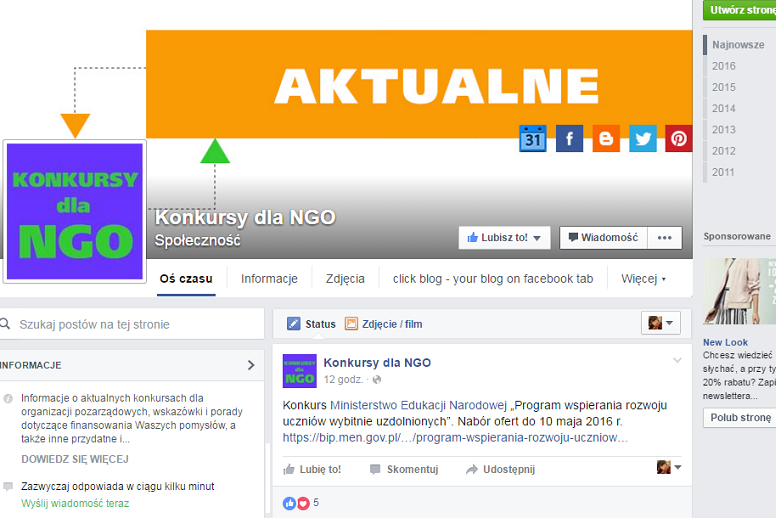 Utwórz stronę
AKTUALNE
Najnowsze
2016
2015
2014
2013
2012
2011
31
KONKURSY
dla
NGO
Konkursy dla NGO
Społeczność
Lubisz to!
Wiadomość
Oś czasu
Informacje
Zdjęcia
click blog - your blog on facebook tab
Więcej
Szukaj postów na tej stronie
INFORMACJE
Informacje o aktualnych konkursach dla
organizacji pozarządowych, wskazówki i porady
dotyczące finansowania Waszych pomysłów, a
także inne przydatne i...
DOWIEDZ SIĘ WIĘCEJ
Zazwyczaj odpowiada w ciągu kilku minut
Wyślij wiadomość teraz
Status
Zdjęcie / film
KONKURSY
dla
NGO
Konkursy dla NGO
12 godz. ·
Konkurs Ministerstwo Edukacji Narodowej „Program wspierania rozwoju
uczniów wybitnie uzdolnionych”. Nabór ofert do 10 maja 2016 r.
https://bip.men.gov.pl/…/program-wspierania-rozwoju-uczniow…
Lubię to!
Skomentuj
Udostępnij
5
Sponsorowane
New Look
Chcesz wiedzieć
słychać, a przy ty
20% rabatu? Zapi
newslettera...
Polub stronę